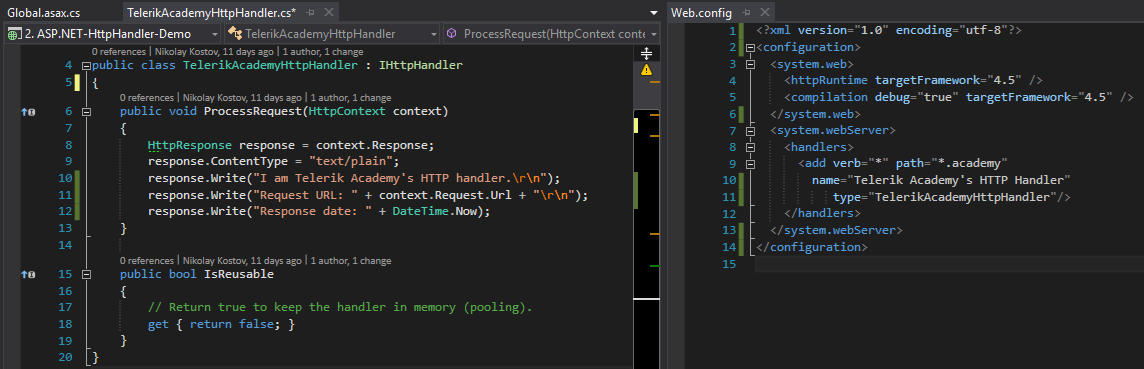 Global.asax.cs TelerikAcademyHttpHandler.cs*
2. ASP.NET-HttpHandler-Demo TelerikAcademyHttpHandler ProcessRequest(HttpContext conte
0 references | Nikolay Kostov, 11 days ago | 1 author, 1 change
4 public class TelerikAcademyHttpHandler : IHttpHandler
5 {
0 references | Nikolay Kostov, 11 days ago | 1 author, 1 change
6 public void ProcessRequest(HttpContext context)
7 {
8 HttpResponse response = context.Response;
9 response.ContentType = "text/plain";
10 response.Write("I am Telerik Academy's HTTP handler.\r\n");
11 response.Write("Request URL: " + context.Request.Url + "\r\n");
12 response.Write("Response date: " + DateTime.Now);
13 }
14
0 references | Nikolay Kostov, 11 days ago | 1 author, 1 change
15 public bool IsReusable
16 {
17 // Return true to keep the handler in memory (pooling).
18 get { return false; }
19 }
20 }
Web.config
1 <?xml version="1.0" encoding="utf-8"?>
2 <configuration>
3 <system.web>
4 <httpRuntime targetFramework="4.5" />
5 <compilation debug="true" targetFramework="4.5" />
6 </system.web>
7 <system.webServer>
8 <handlers>
9 <add verb="*" path="*.academy"
10 name="Telerik Academy's HTTP Handler"
11 type="TelerikAcademyHttpHandler"/>
12 </handlers>
13 </system.webServer>
14 </configuration>
15